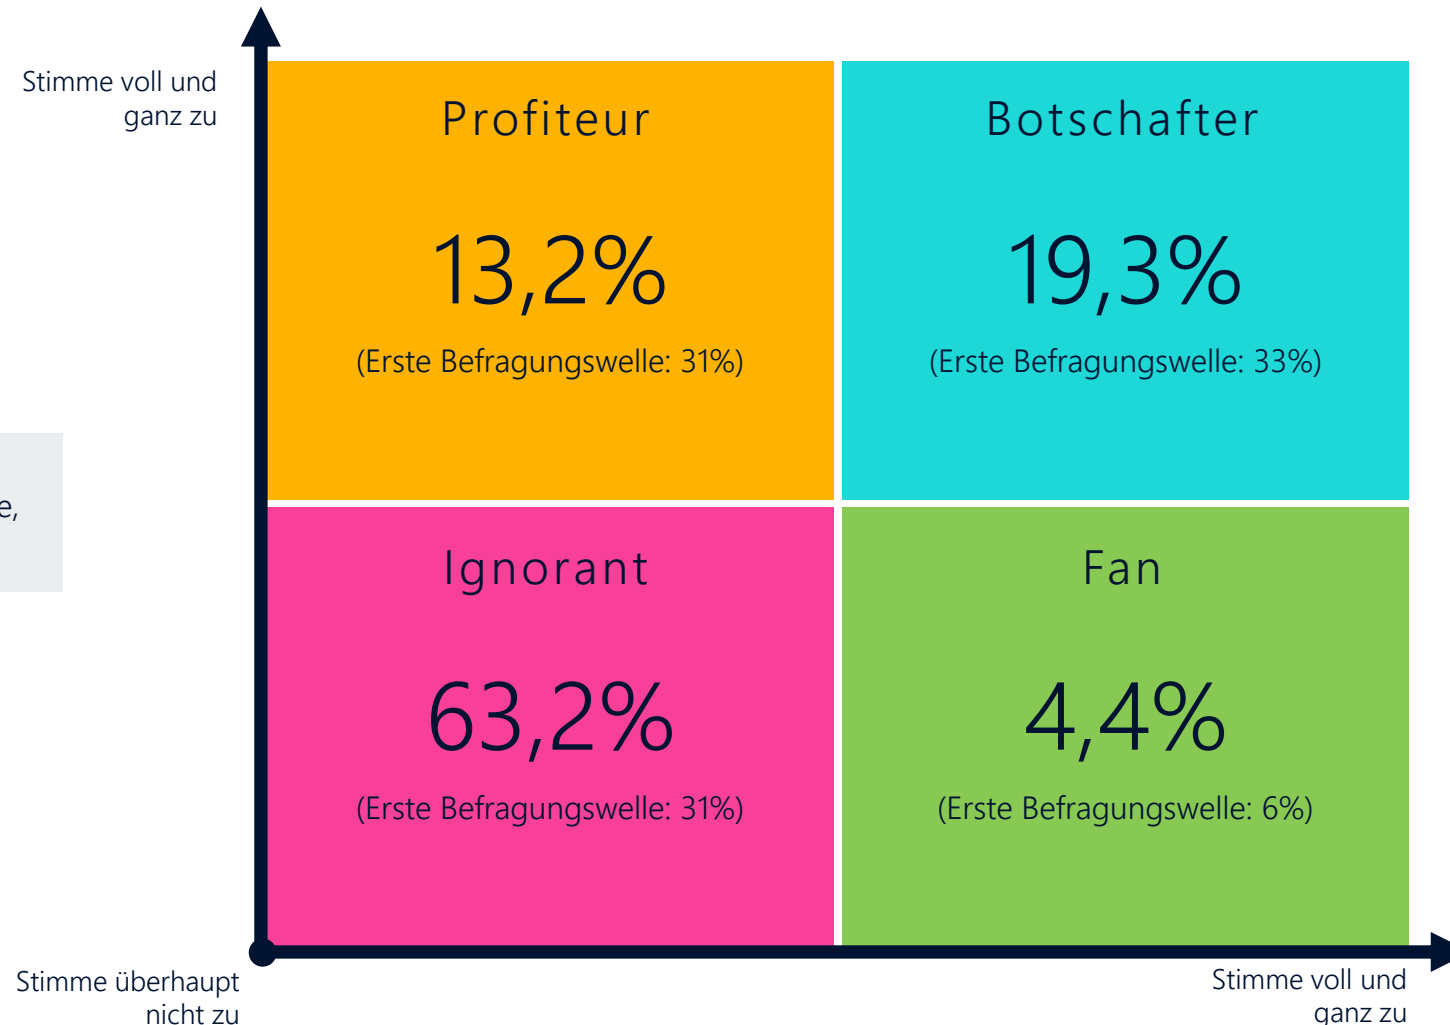 Stimme voll und
ganz zu
Profiteur
13,2%
(Erste Befragungswelle: 31%)
Botschafter
19,3%
(Erste Befragungswelle: 33%)
e,
Ignorant
63,2%
(Erste Befragungswelle: 31%)
Fan
4,4%
(Erste Befragungswelle: 6%)
Stimme überhaupt
nicht zu
Stimme voll und
ganz zu